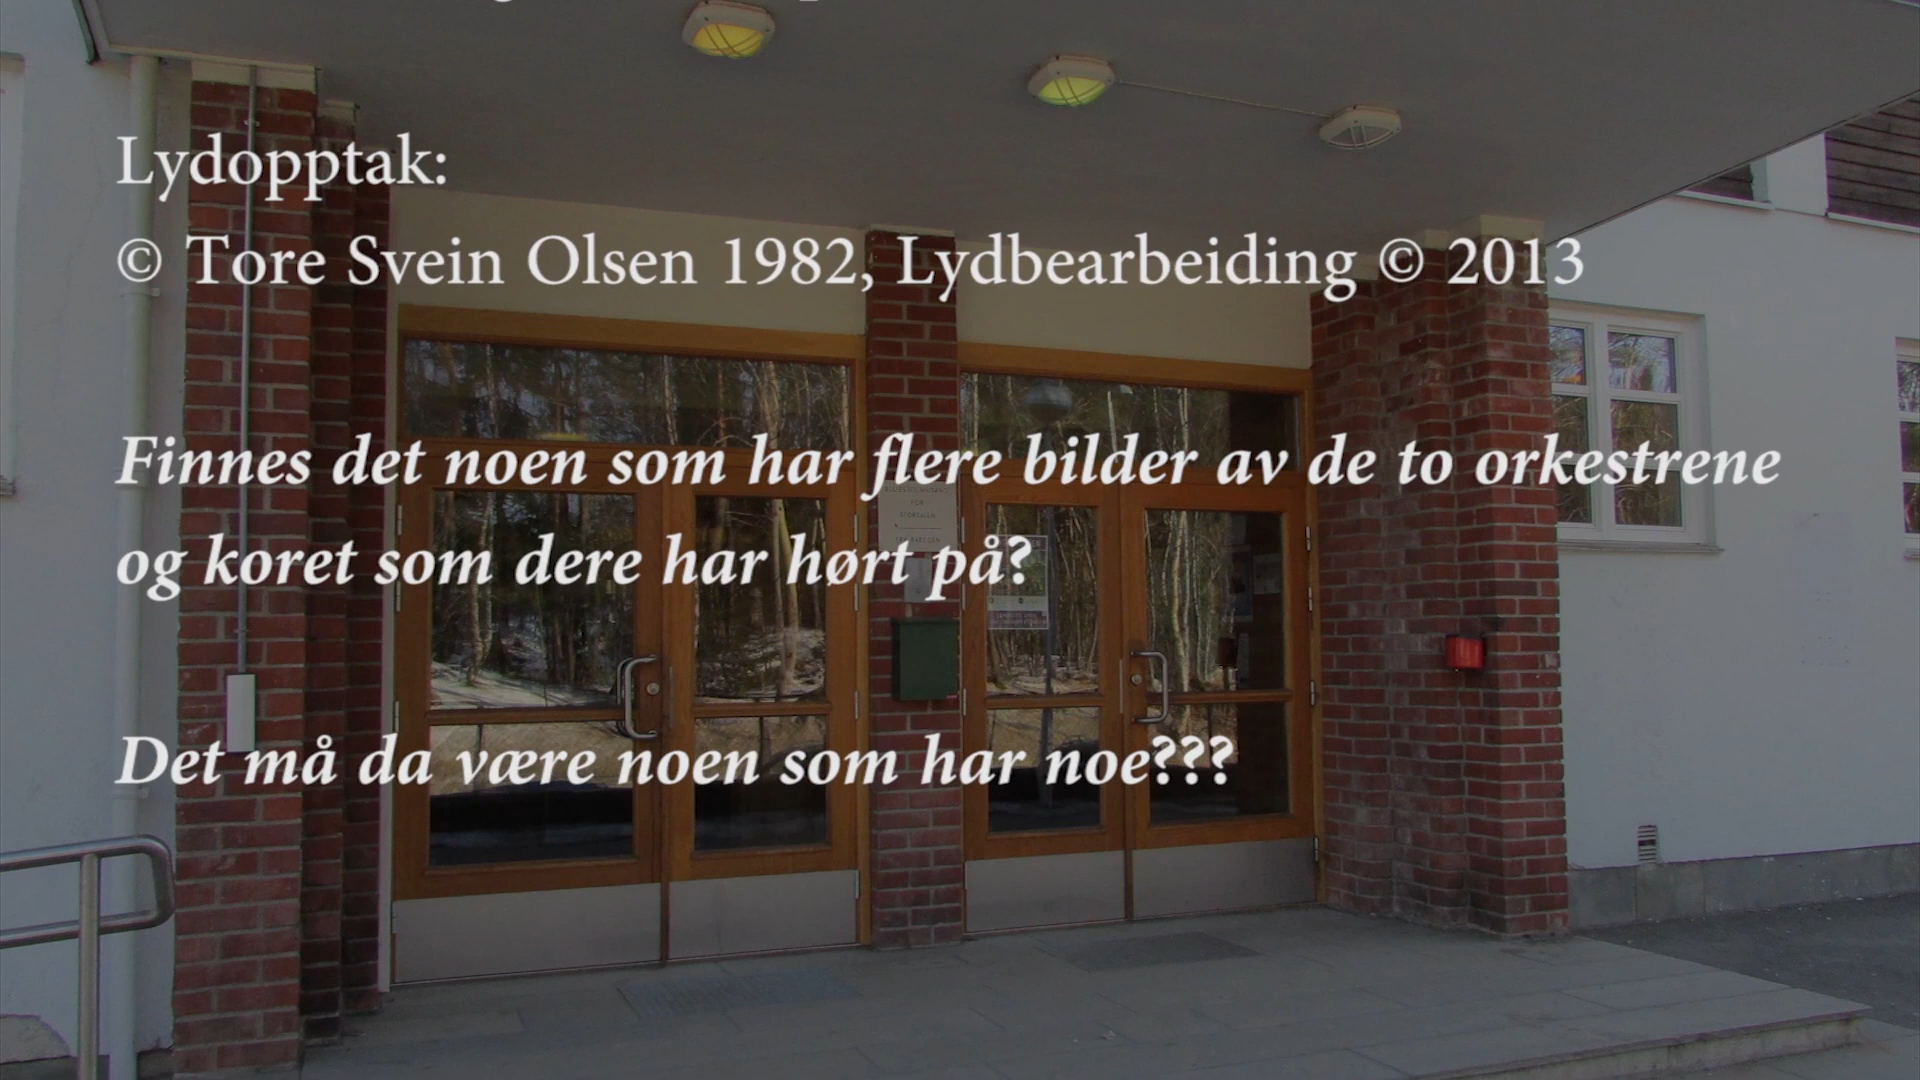 Lydopptak:
© Tore Svein Olsen 1982, Lydbearbeiding © 2013
Finnes det noen som har flere bilder av de to orkestrene
og koret som dere har hørt på?
Det må da være noen som har noe???